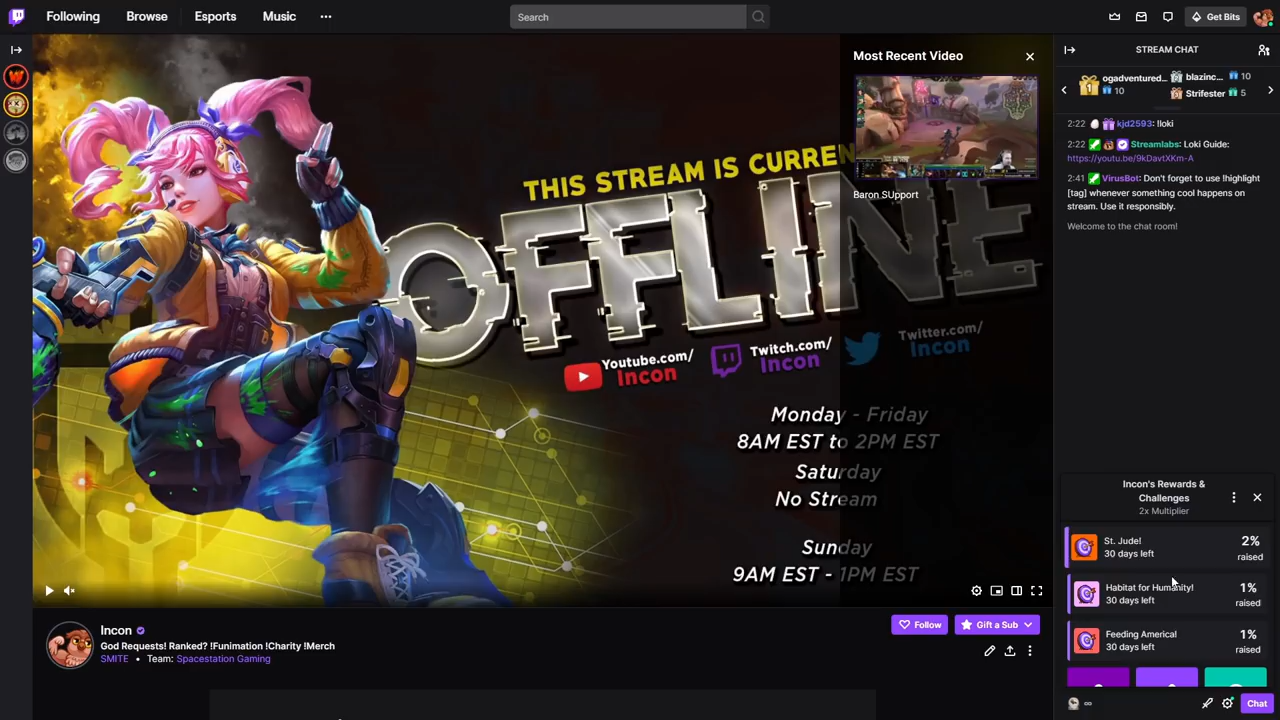 Following
Browse
Esports
Music
Search
Get Bits
THIS STREAM IS CURREN
OFFLINE
Youtube.com/
Incon
Twitch.com/
Incon
Twitter.com/
Incon
Monday - Friday
8AM EST to 2PM EST
Saturday
No Stream
Sunday
9AM EST - 1PM EST
Most Recent Video
Baron SUpport
Incon
God Requests! Ranked? !Funimation !Charity !Merch
SMITE • Team: Spacestation Gaming
Follow
Gift a Sub
STREAM CHAT
1
ogadventured...
10
2 blazinc... 10
3 Strifester 5
2:22 kjd2593: !loki
2:22 Streamlabs: Loki Guide:
https://youtu.be/9kDavtXKm-A
2:41 VirusBot: Don't forget to use !highlight
[tag] whenever something cool happens on
stream. Use it responsibly.
Welcome to the chat room!
Incon's Rewards &
Challenges
2x Multiplier
St. Jude!
30 days left
2%
raised
Habitat for Humanity!
30 days left
1%
raised
Feeding America!
30 days left
1%
raised
∞
Chat